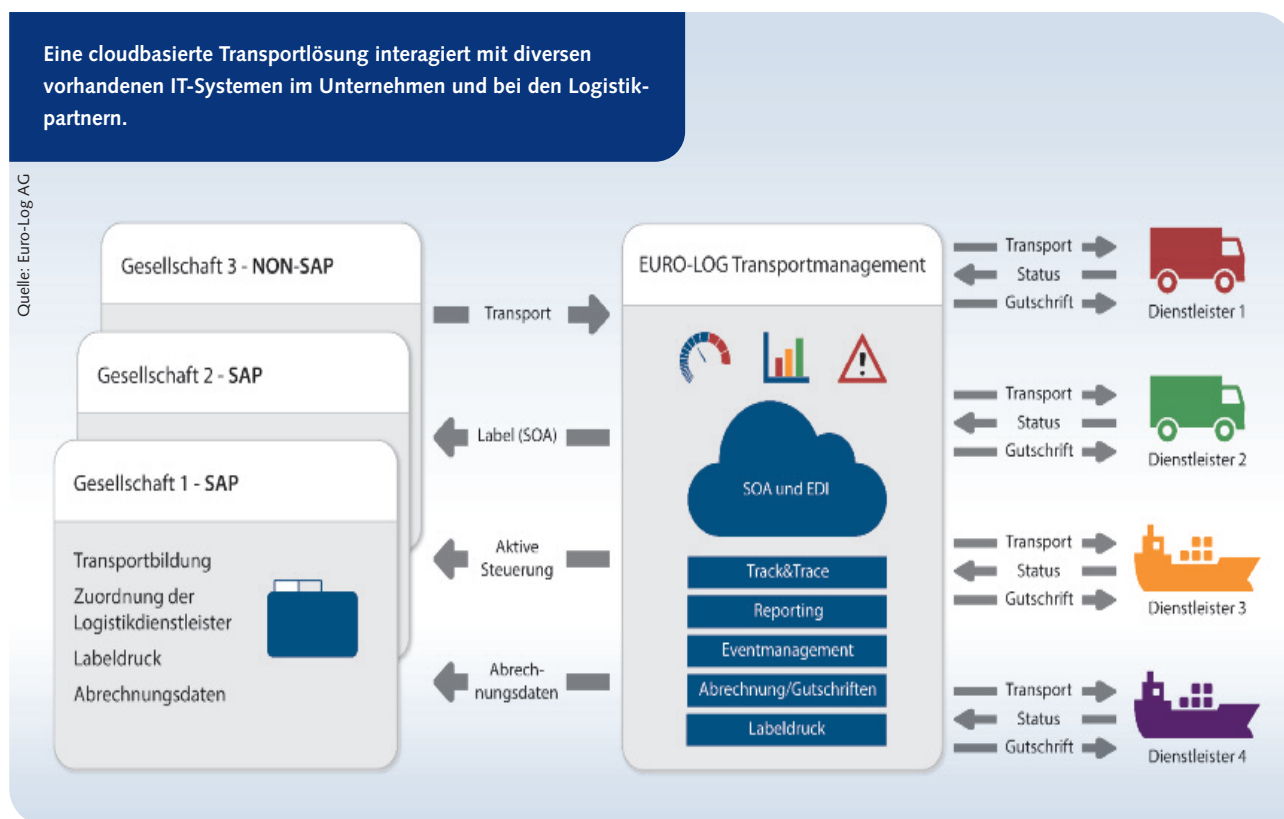 Eine cloudbasierte Transportlösung interagiert mit diversen
vorhandenen IT-Systemen im Unternehmen und bei den Logistik-
partnern.
Quelle: Euro-Log AG
Gesellschaft 3 - NON-SAP
Gesellschaft 2 - SAP
Gesellschaft 1 - SAP
Transportbildung
Zuordnung der
Logistikdienstleister
Labeldruck
Abrechnungsdaten
Transport
Label (SOA)
Aktive
Steuerung
Abrech-
nungsdaten
EURO-LOG Transportmanagement
SOA und EDI
Track&Trace
Reporting
Eventmanagement
Abrechnung/Gutschriften
Labeldruck
Transport
Status
Gutschrift
Dienstleister 1
Transport
Status
Gutschrift
Dienstleister 2
Transport
Status
Gutschrift
Dienstleister 3
Transport
Status
Gutschrift
Dienstleister 4